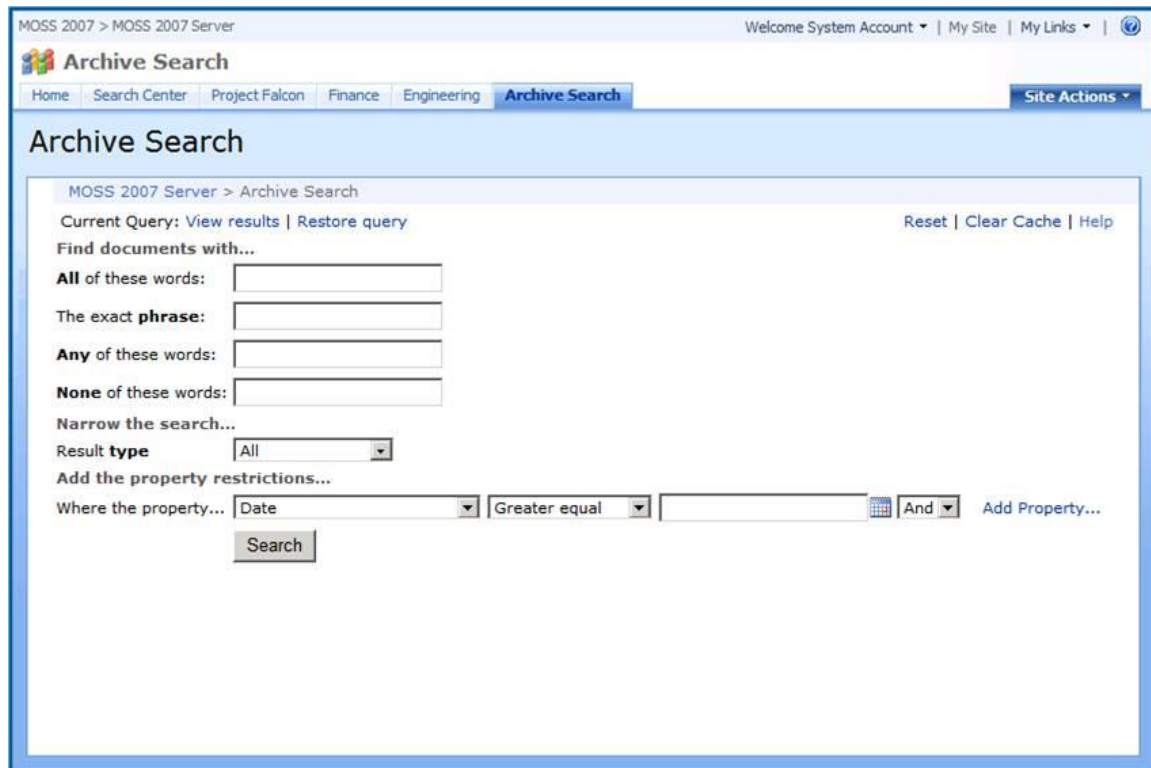 MOSS 2007 > MOSS 2007 Server Welcome System Account | My Site | My Links |
Archive Search
Home Search Center Project Falcon Finance Engineering Archive Search Site Actions
Archive Search
MOSS 2007 Server > Archive Search
Current Query: View results | Restore query Reset | Clear Cache | Help
Find documents with...
All of these words:
The exact phrase:
Any of these words:
None of these words:
Narrow the search...
Result type All
Add the property restrictions...
Where the property... Date Greater equal And Add Property...
Search